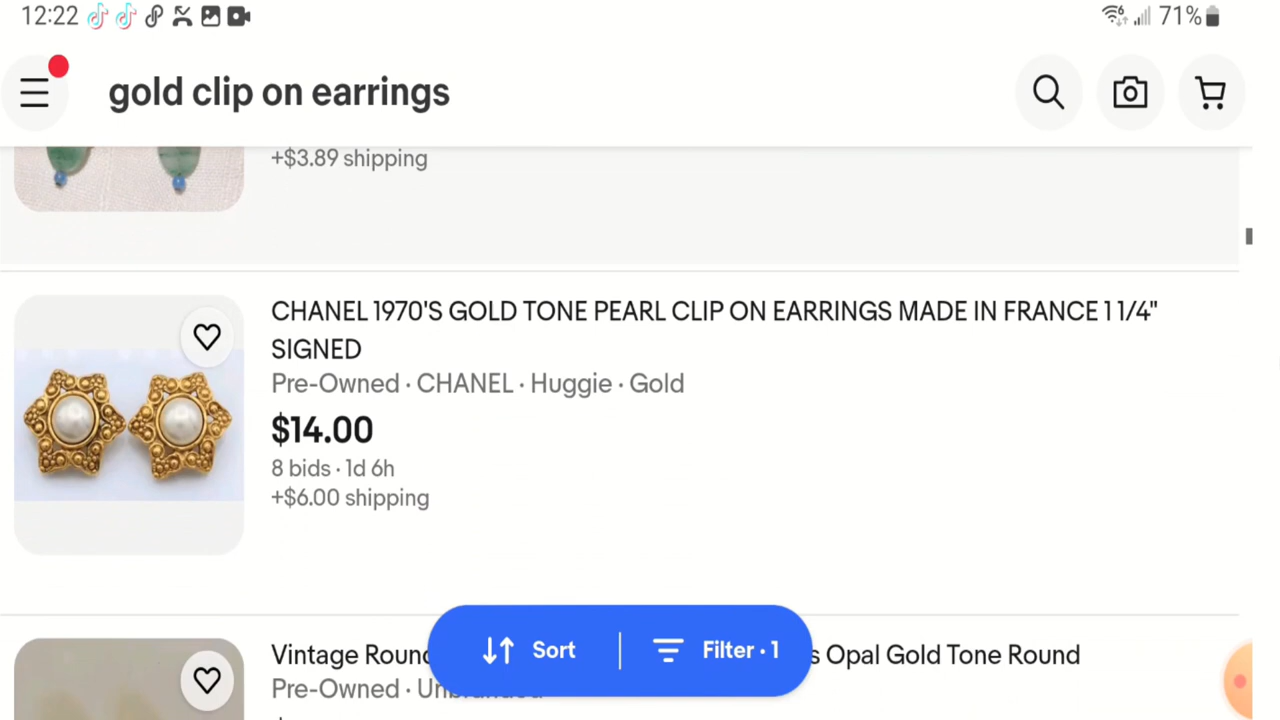 12:22
71%
gold clip on earrings
+$3.89 shipping
CHANEL 1970'S GOLD TONE PEARL CLIP ON EARRINGS MADE IN FRANCE 1 1/4"
SIGNED
Pre-Owned · CHANEL · Huggie · Gold
$14.00
8 bids · 1d 6h
+$6.00 shipping
Sort
Filter · 1
Vintage Round s Opal Gold Tone Round
Pre-Owned ·